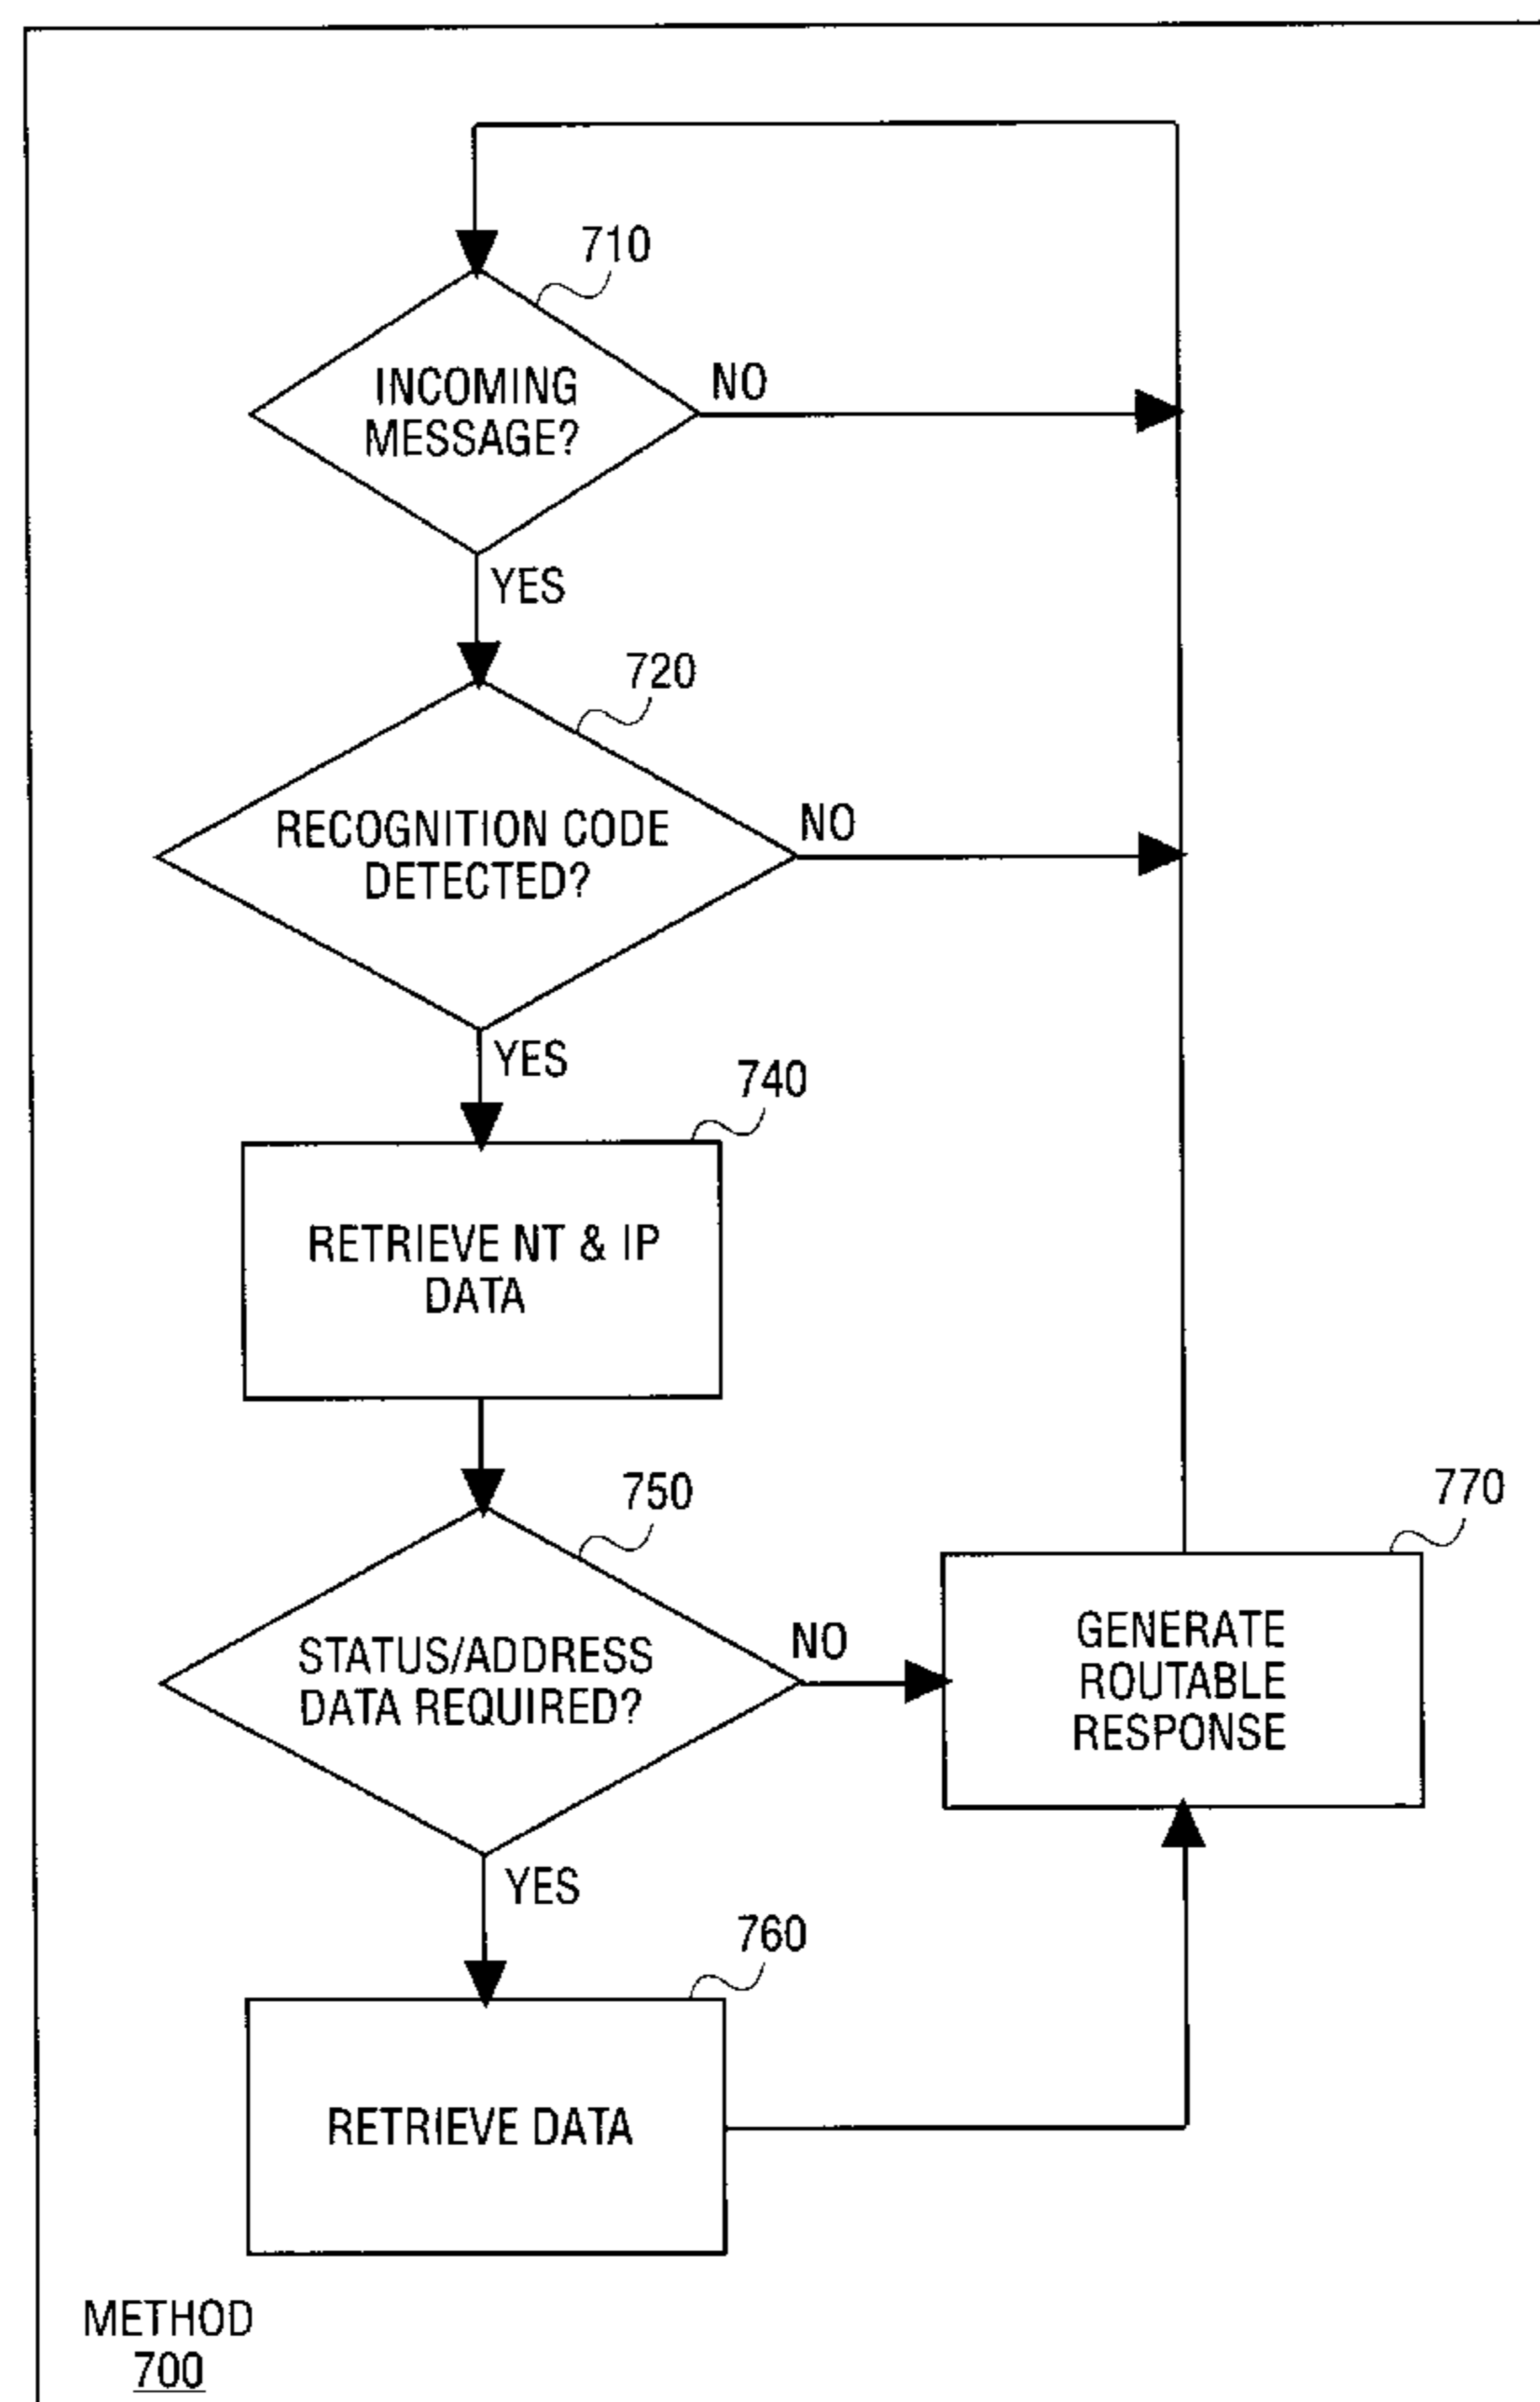 710
INCOMING
MESSAGE?
NO
YES
720
RECOGNITION CODE
DETECTED?
NO
YES
740
RETRIEVE NT & IP
DATA
750
STATUS/ADDRESS
DATA REQUIRED?
NO
YES
770
GENERATE
ROUTABLE
RESPONSE
760
RETRIEVE DATA
METHOD
700